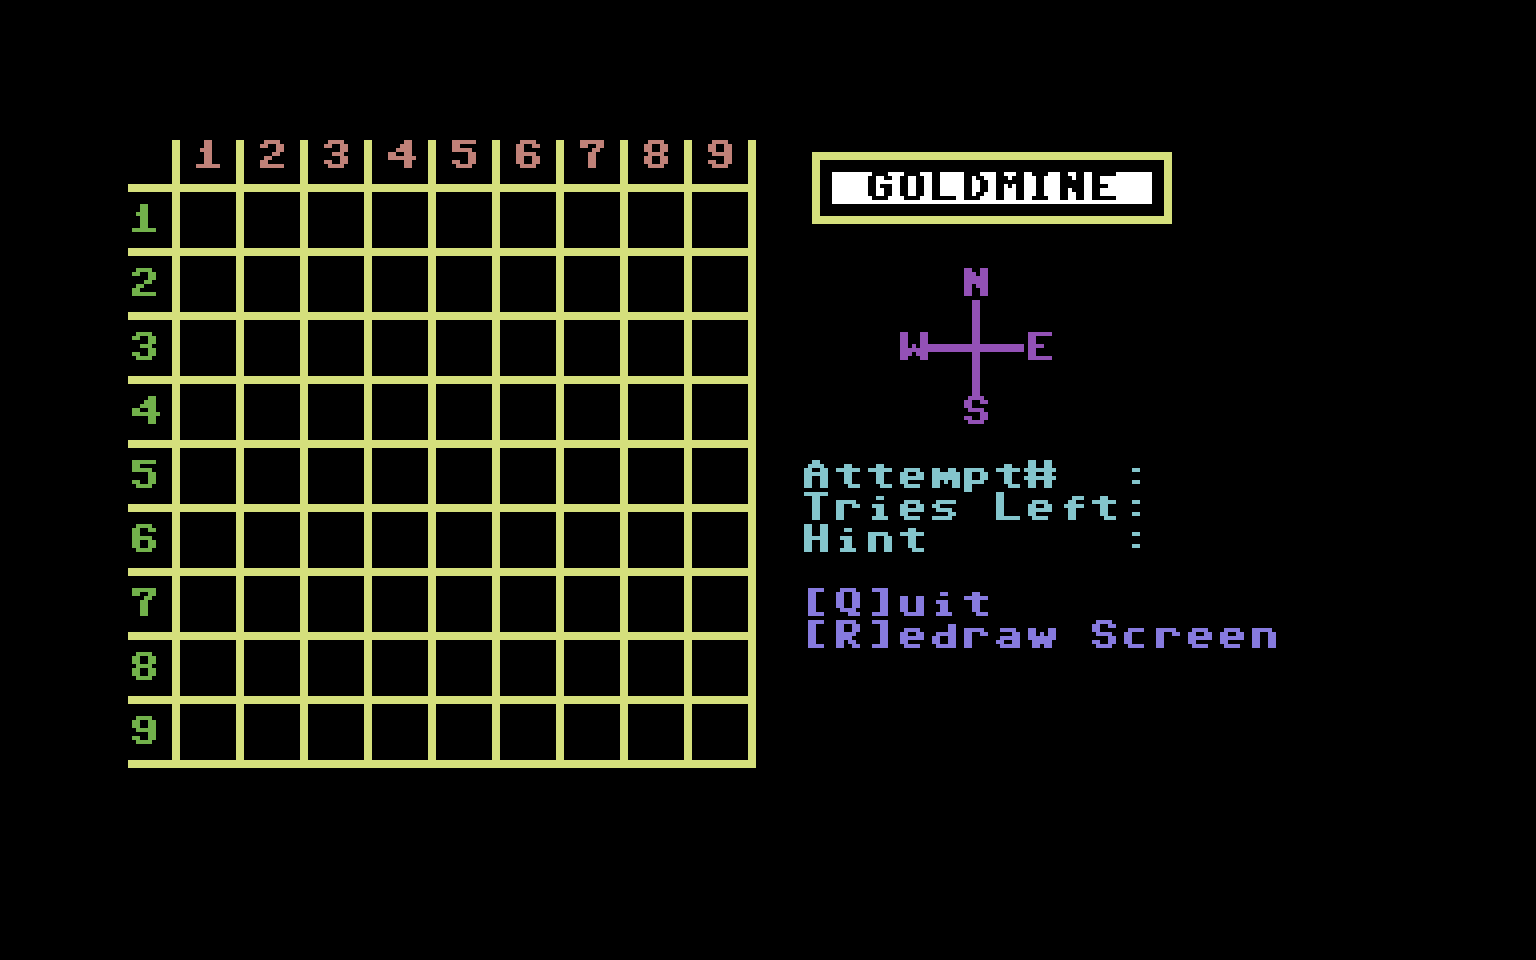 1 2 3 4 5 6 7 8 9
1
2
3
4
5
6
7
8
9
GOLDMINE
N
W E
S
Attempt# :
Tries Left:
Hint :
[Q]uit
[R]edraw Screen